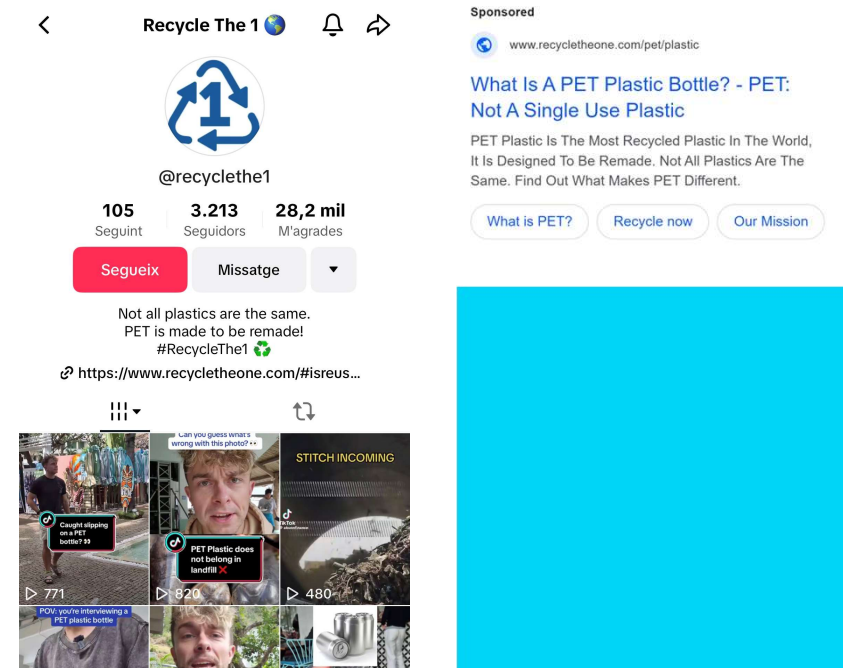 Recycle The 1
1
@recyclethe1
105
3.213
28,2 mil
Seguint
Seguidors
M'agrades
Segueix
Missatge
Not all plastics are the same.
PET is made to be remade!
#RecycleThe1
https://www.recycletheone.com/#isreus...
Caught slipping
on a PET
bottle?
771
Can you guess what's
wrong with this photo?
PET Plastic does
not belong in
landfill
820
STITCH INCOMING
TikTok
480
POV: you're interviewing a
PET plastic bottle
Sponsored
www.recycletheone.com/pet/plastic
What Is A PET Plastic Bottle? - PET:
Not A Single Use Plastic
PET Plastic Is The Most Recycled Plastic In The World,
It Is Designed To Be Remade. Not All Plastics Are The
Same. Find Out What Makes PET Different.
What is PET?
Recycle now
Our Mission